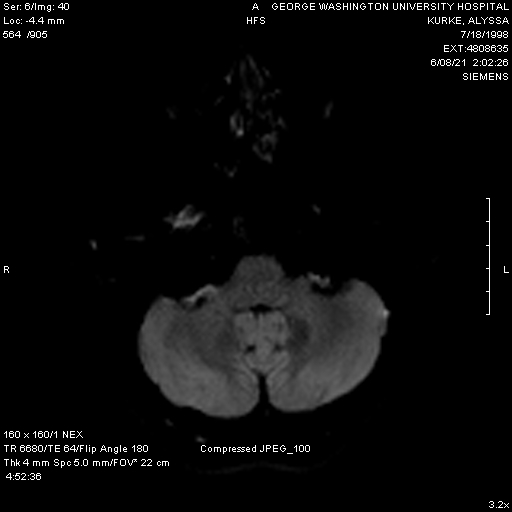 Ser: 6/Img: 40
Loc: -4.4 mm
564 /905
A
HFS
GEORGE WASHINGTON UNIVERSITY HOSPITAL
KURKE, ALYSSA
7/18/1998
EXT:4808635
6/08/21 2:02:26
SIEMENS
R
L
160 x 160/1 NEX
TR 6680/TE 64/Flip Angle 180
Thk 4 mm Spc 5.0 mm/FOV* 22 cm
4:52:36
Compressed JPEG_100
3.2x